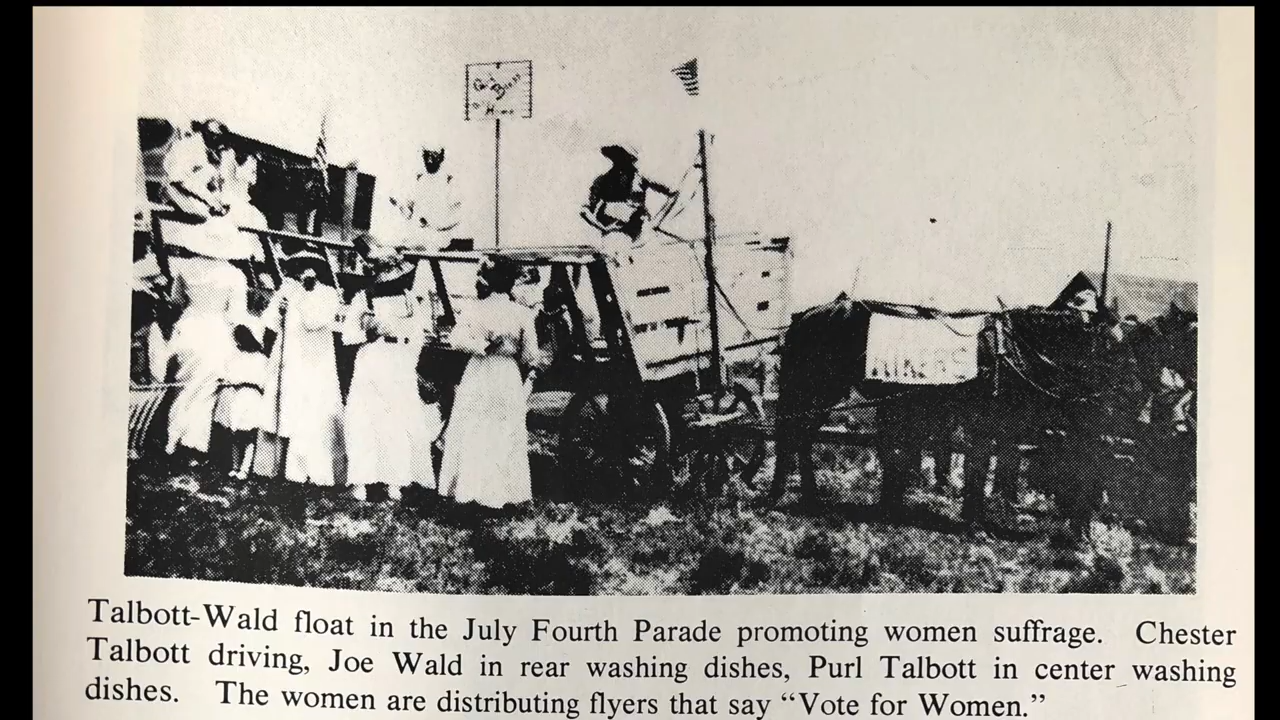 Talbott-Wald float in the July Fourth Parade promoting women suffrage. Chester
Talbott driving, Joe Wald in rear washing dishes, Purl Talbott in center washing
dishes. The women are distributing flyers that say “Vote for Women.”